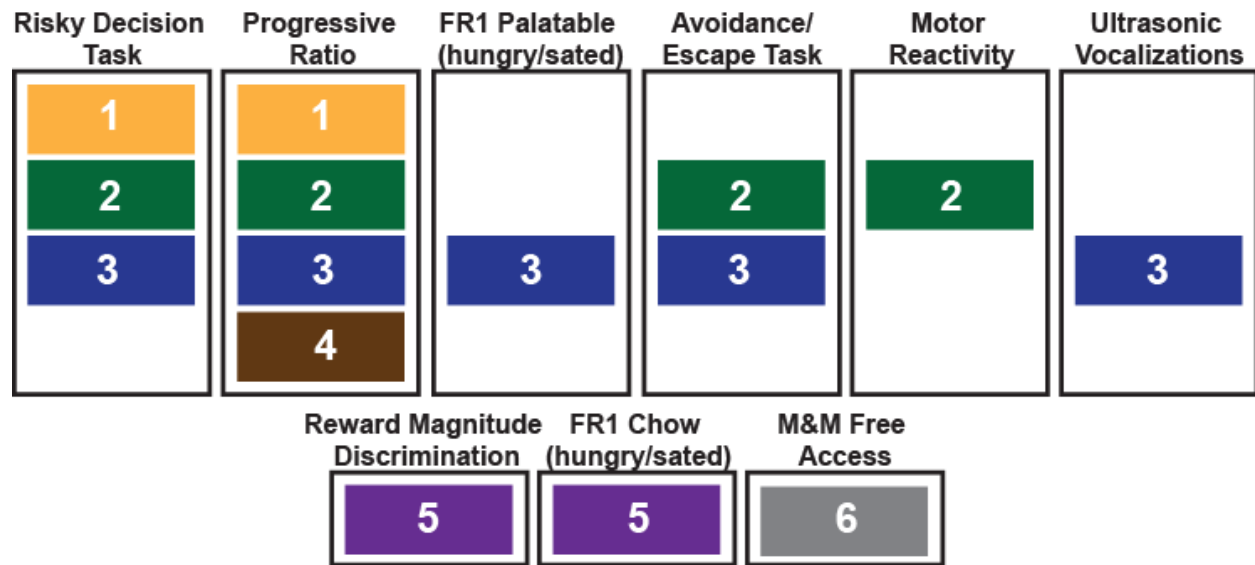 Risky Decision Task
Progressive Ratio
FR1 Palatable (hungry/sated)
Avoidance/ Escape Task
Motor Reactivity
Ultrasonic Vocalizations
1
1
2
2
2
2
3
3
3
3
3
4
Reward Magnitude Discrimination
FR1 Chow (hungry/sated)
M&M Free Access
5
5
6